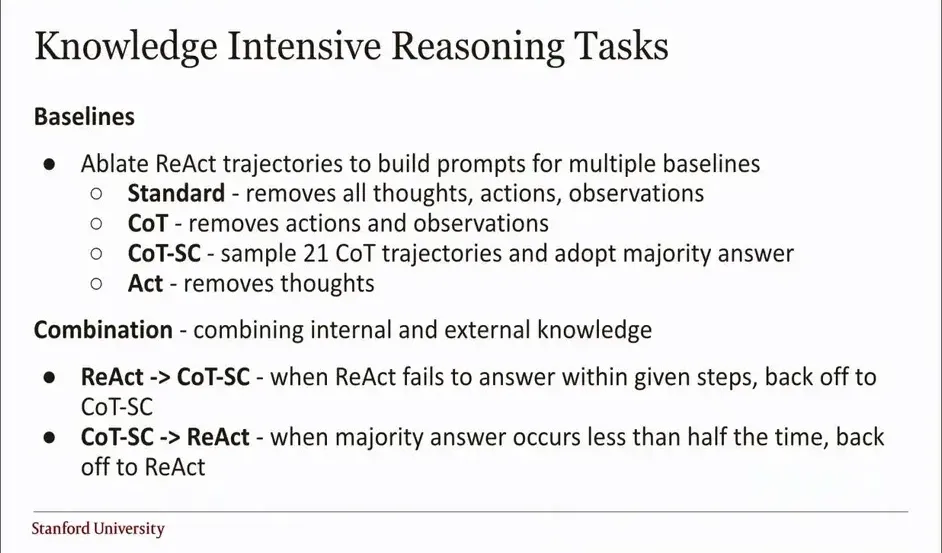 Knowledge Intensive Reasoning Tasks
Baselines
● Ablate ReAct trajectories to build prompts for multiple baselines
○ Standard - removes all thoughts, actions, observations
○ CoT - removes actions and observations
○ CoT-SC - sample 21 CoT trajectories and adopt majority answer
○ Act - removes thoughts
Combination - combining internal and external knowledge
● ReAct -> CoT-SC - when ReAct fails to answer within given steps, back off to
CoT-SC
● CoT-SC -> ReAct - when majority answer occurs less than half the time, back
off to ReAct
Stanford University